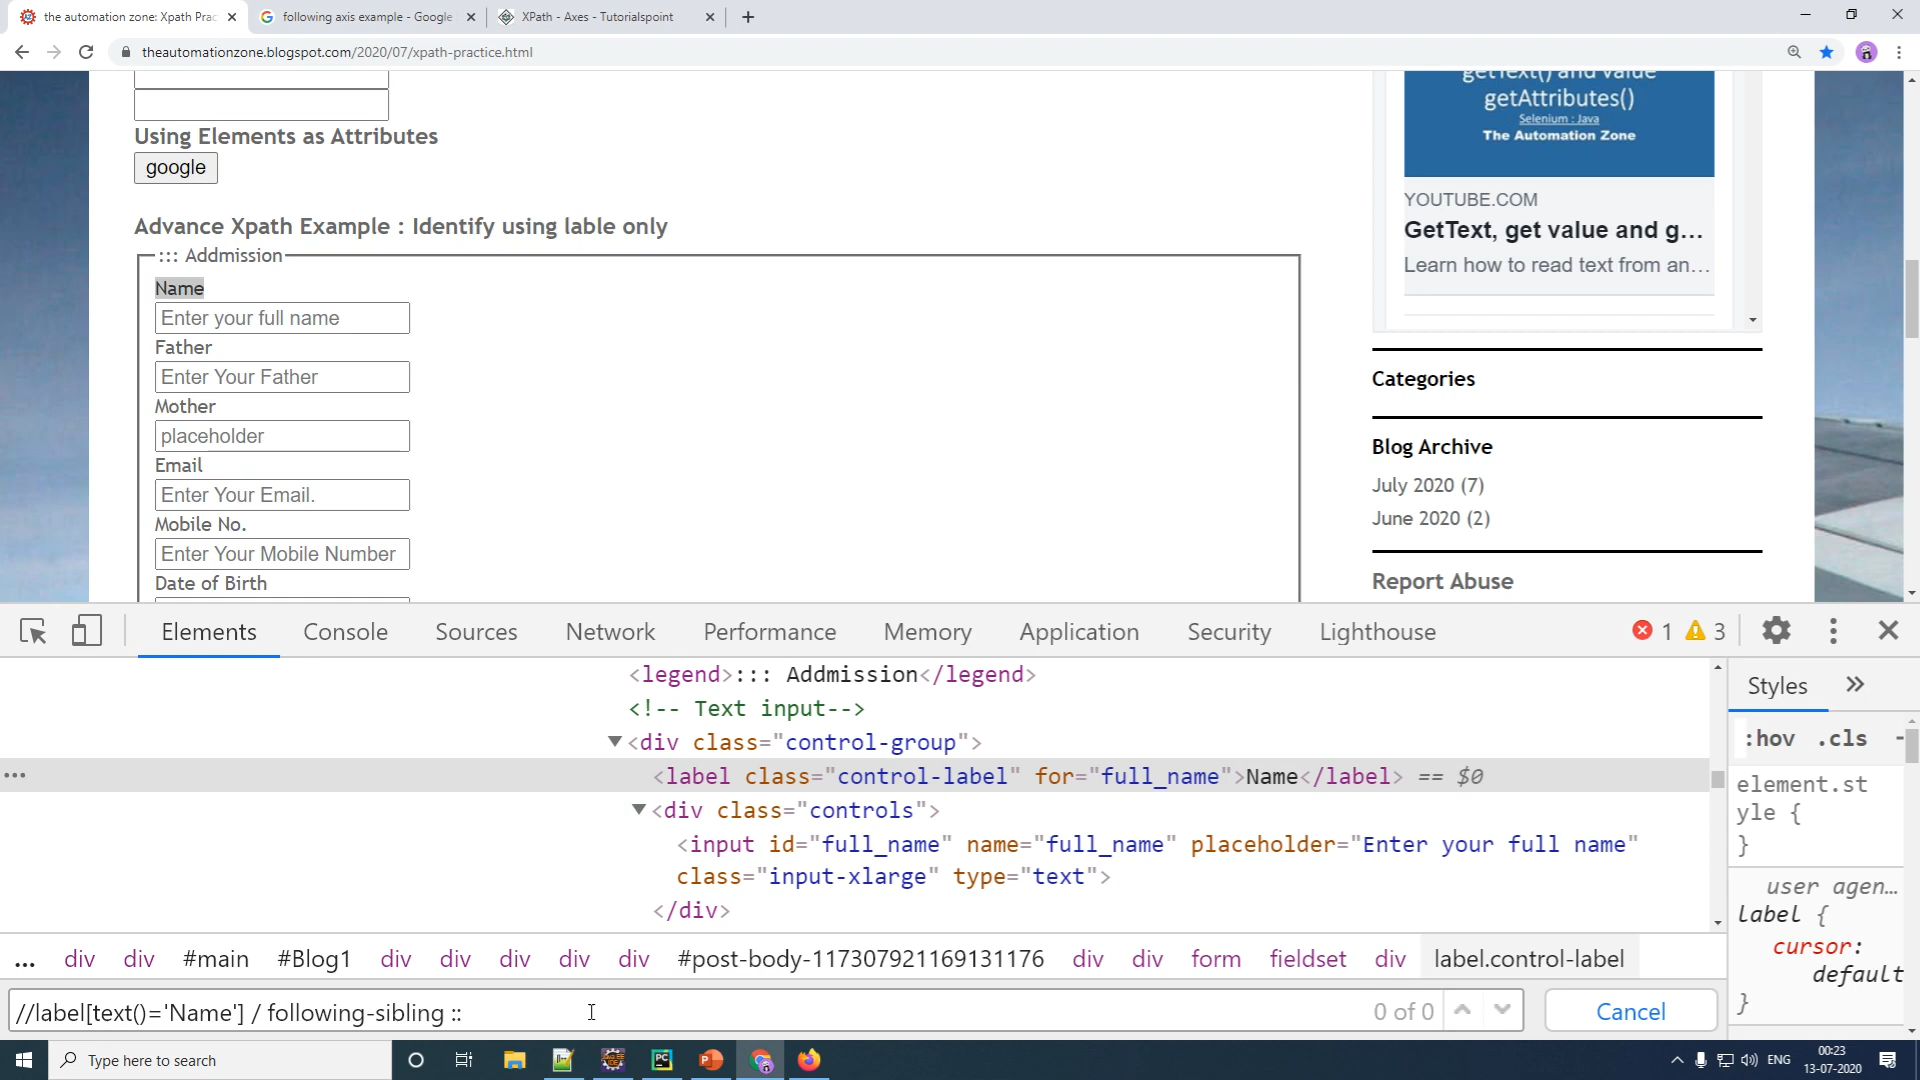 the automation zone: Xpath Prac
following axis example - Google
XPath - Axes - Tutorialspoint
theautomationzone.blogspot.com/2020/07/xpath-practice.html
Using Elements as Attributes
google
Advance Xpath Example : Identify using lable only
::: Addmission
Name
Enter your full name
Father
Enter Your Father
Mother
placeholder
Email
Enter Your Email.
Mobile No.
Enter Your Mobile Number
Date of Birth
getText() and value
getAttributes()
Selenium : Java
The Automation Zone
YOUTUBE.COM
GetText, get value and g...
Learn how to read text from an...
Categories
Blog Archive
July 2020 (7)
June 2020 (2)
Report Abuse
Elements Console Sources Network Performance Memory Application Security Lighthouse 1 3
<legend>::: Addmission</legend>
<!-- Text input-->
<div class="control-group">
<label class="control-label" for="full_name">Name</label> == $0
<div class="controls">
<input id="full_name" name="full_name" placeholder="Enter your full name"
class="input-xlarge" type="text">
</div>
Styles
:hov .cls
element.st
yle {
}
user agen...
label {
cursor:
default
}
... div div #main #Blog1 div div div div div #post-body-117307921169131176 div div form fieldset div label.control-label
//label[text()='Name'] / following-sibling ::
0 of 0
Cancel
Type here to search
ENG
00:23
13-07-2020